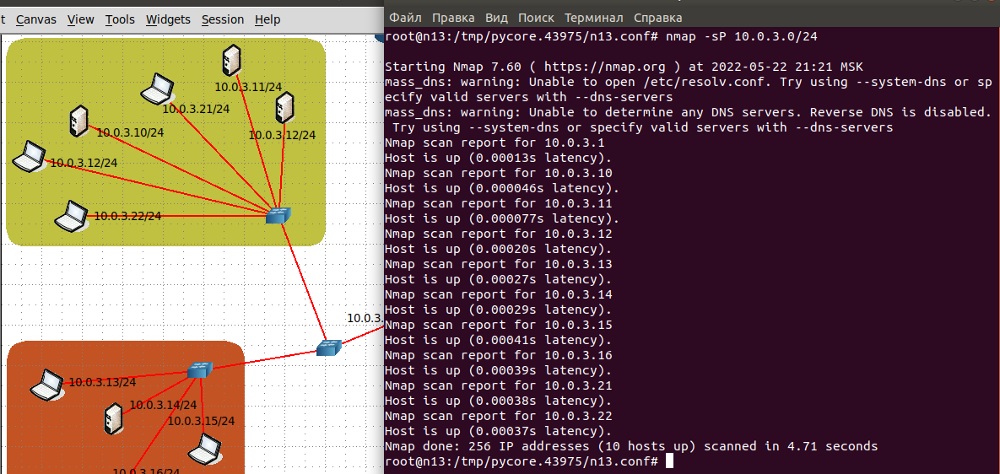 t Canvas View Tools Widgets Session Help
10.0.3.11/24
10.0.3.21/24
10.0.3.10/24
10.0.3.12/24
10.0.3.12/24
10.0.3.22/24
10.0.3.
10.0.3.13/24
10.0.3.14/24
10.0.3.15/24
10.0.3.16/24
Файл Правка Вид Поиск Терминал Справка
root@n13:/tmp/pycore.43975/n13.conf# nmap -sP 10.0.3.0/24
Starting Nmap 7.60 ( https://nmap.org ) at 2022-05-22 21:21 MSK
mass_dns: warning: Unable to open /etc/resolv.conf. Try using --system-dns or sp
ecify valid servers with --dns-servers
mass_dns: warning: Unable to determine any DNS servers. Reverse DNS is disabled.
Try using --system-dns or specify valid servers with --dns-servers
Nmap scan report for 10.0.3.1
Host is up (0.00013s latency).
Nmap scan report for 10.0.3.10
Host is up (0.000046s latency).
Nmap scan report for 10.0.3.11
Host is up (0.000077s latency).
Nmap scan report for 10.0.3.12
Host is up (0.00020s latency).
Nmap scan report for 10.0.3.13
Host is up (0.00027s latency).
Nmap scan report for 10.0.3.14
Host is up (0.00029s latency).
Nmap scan report for 10.0.3.15
Host is up (0.00041s latency).
Nmap scan report for 10.0.3.16
Host is up (0.00039s latency).
Nmap scan report for 10.0.3.21
Host is up (0.00038s latency).
Nmap scan report for 10.0.3.22
Host is up (0.00037s latency).
Nmap done: 256 IP addresses (10 hosts up) scanned in 4.71 seconds
root@n13:/tmp/pycore.43975/n13.conf#